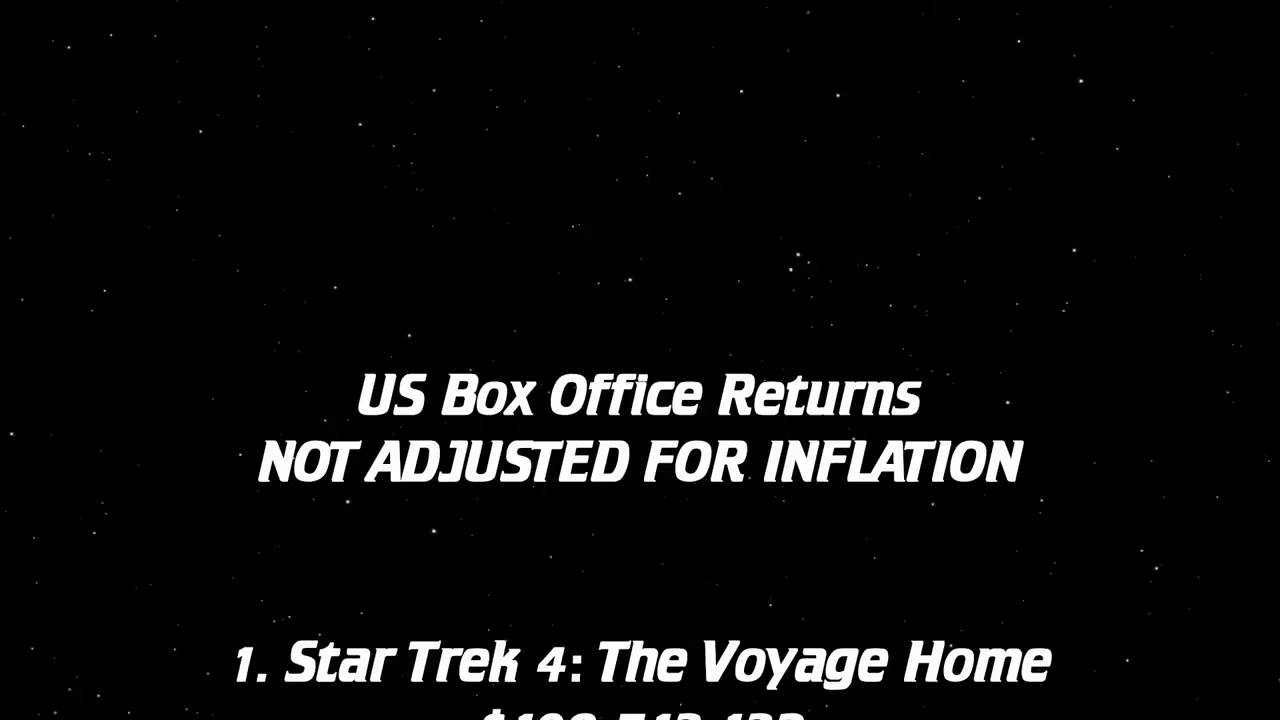 US Box Office Returns
NOT ADJUSTED FOR INFLATION
1. Star Trek 4: The Voyage Home